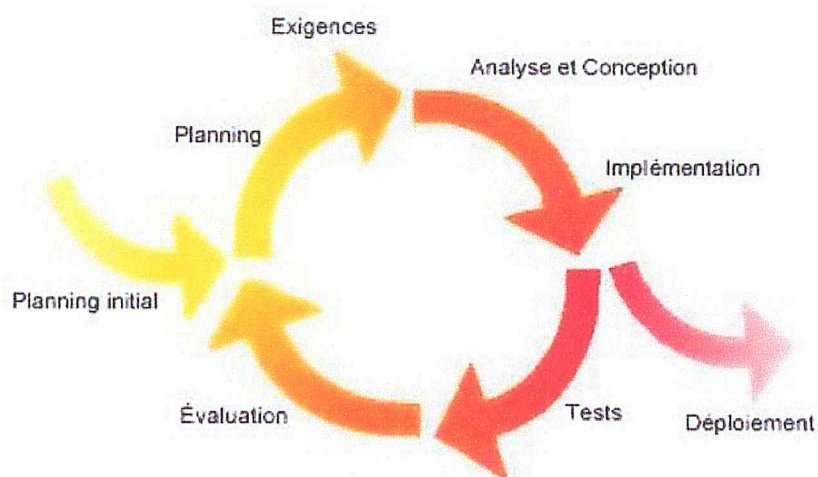 Exigences
Analyse et Conception
Planning
Implémentation
Planning initial
Évaluation
Tests
Déploiement